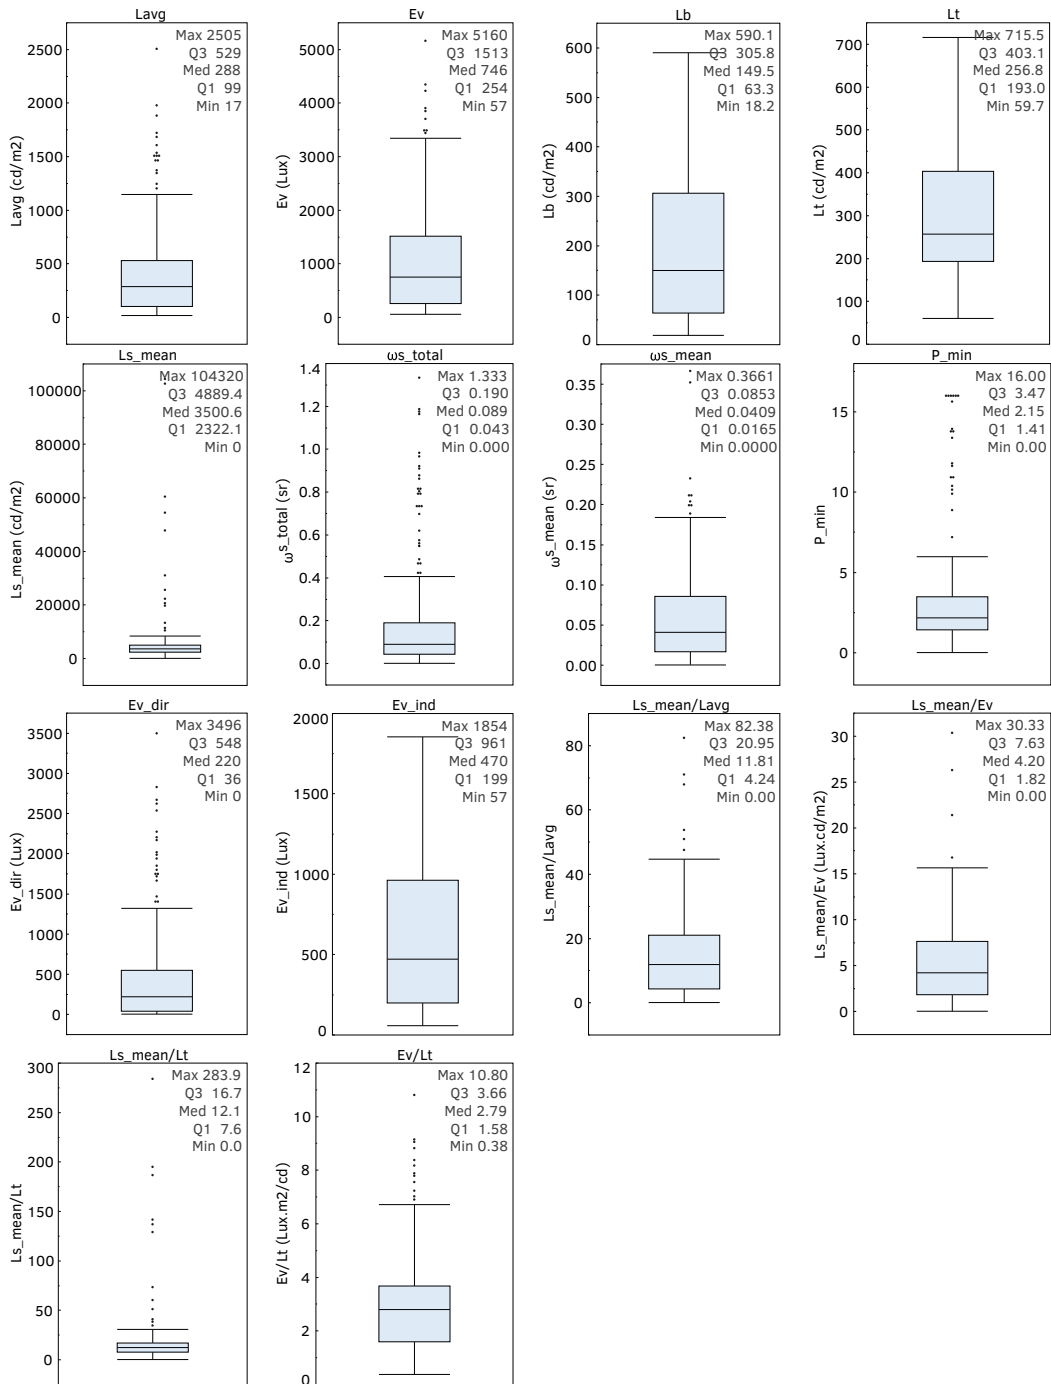 Lavg
Lavg (cd/m2)
2500
2000
1500
1000
500
0
Max 2505
Q3 529
Med 288
Q1 99
Min 17
Ev
Ev (Lux)
5000
4000
3000
2000
1000
0
Max 5160
Q3 1513
Med 746
Q1 254
Min 57
Lb
Lb (cd/m2)
600
500
400
300
200
100
0
Max 590.1
Q3 305.8
Med 149.5
Q1 63.3
Min 18.2
Lt
Lt (cd/m2)
700
600
500
400
300
200
100
0
Max 715.5
Q3 403.1
Med 256.8
Q1 193.0
Min 59.7
Ls_mean
Ls_mean (cd/m2)
100000
80000
60000
40000
20000
0
Max 104320
Q3 4889.4
Med 3500.6
Q1 2322.1
Min 0
ωs_total
ωs_total (sr)
1.4
1.2
1.0
0.8
0.6
0.4
0.2
0.0
Max 1.333
Q3 0.190
Med 0.089
Q1 0.043
Min 0.000
ωs_mean
ωs_mean (sr)
0.35
0.30
0.25
0.20
0.15
0.10
0.05
0.00
Max 0.3661
Q3 0.0853
Med 0.0409
Q1 0.0165
Min 0.0000
P_min
P_min
15
10
5
0
Max 16.00
Q3 3.47
Med 2.15
Q1 1.41
Min 0.00
Ev_dir
Ev_dir (Lux)
3500
3000
2500
2000
1500
1000
500
0
Max 3496
Q3 548
Med 220
Q1 36
Min 0
Ev_ind
Ev_ind (Lux)
2000
1500
1000
500
0
Max 1854
Q3 961
Med 470
Q1 199
Min 57
Ls_mean/Lavg
Ls_mean/Lavg
80
60
40
20
0
Max 82.38
Q3 20.95
Med 11.81
Q1 4.24
Min 0.00
Ls_mean/Ev
Ls_mean/Ev (Lux.cd/m2)
30
25
20
15
10
5
0
Max 30.33
Q3 7.63
Med 4.20
Q1 1.82
Min 0.00
Ls_mean/Lt
Ls_mean/Lt
300
250
200
150
100
50
0
Max 283.9
Q3 16.7
Med 12.1
Q1 7.6
Min 0.0
Ev/Lt
Ev/Lt (Lux.m2/cd)
12
10
8
6
4
2
0
Max 10.80
Q3 3.66
Med 2.79
Q1 1.58
Min 0.38